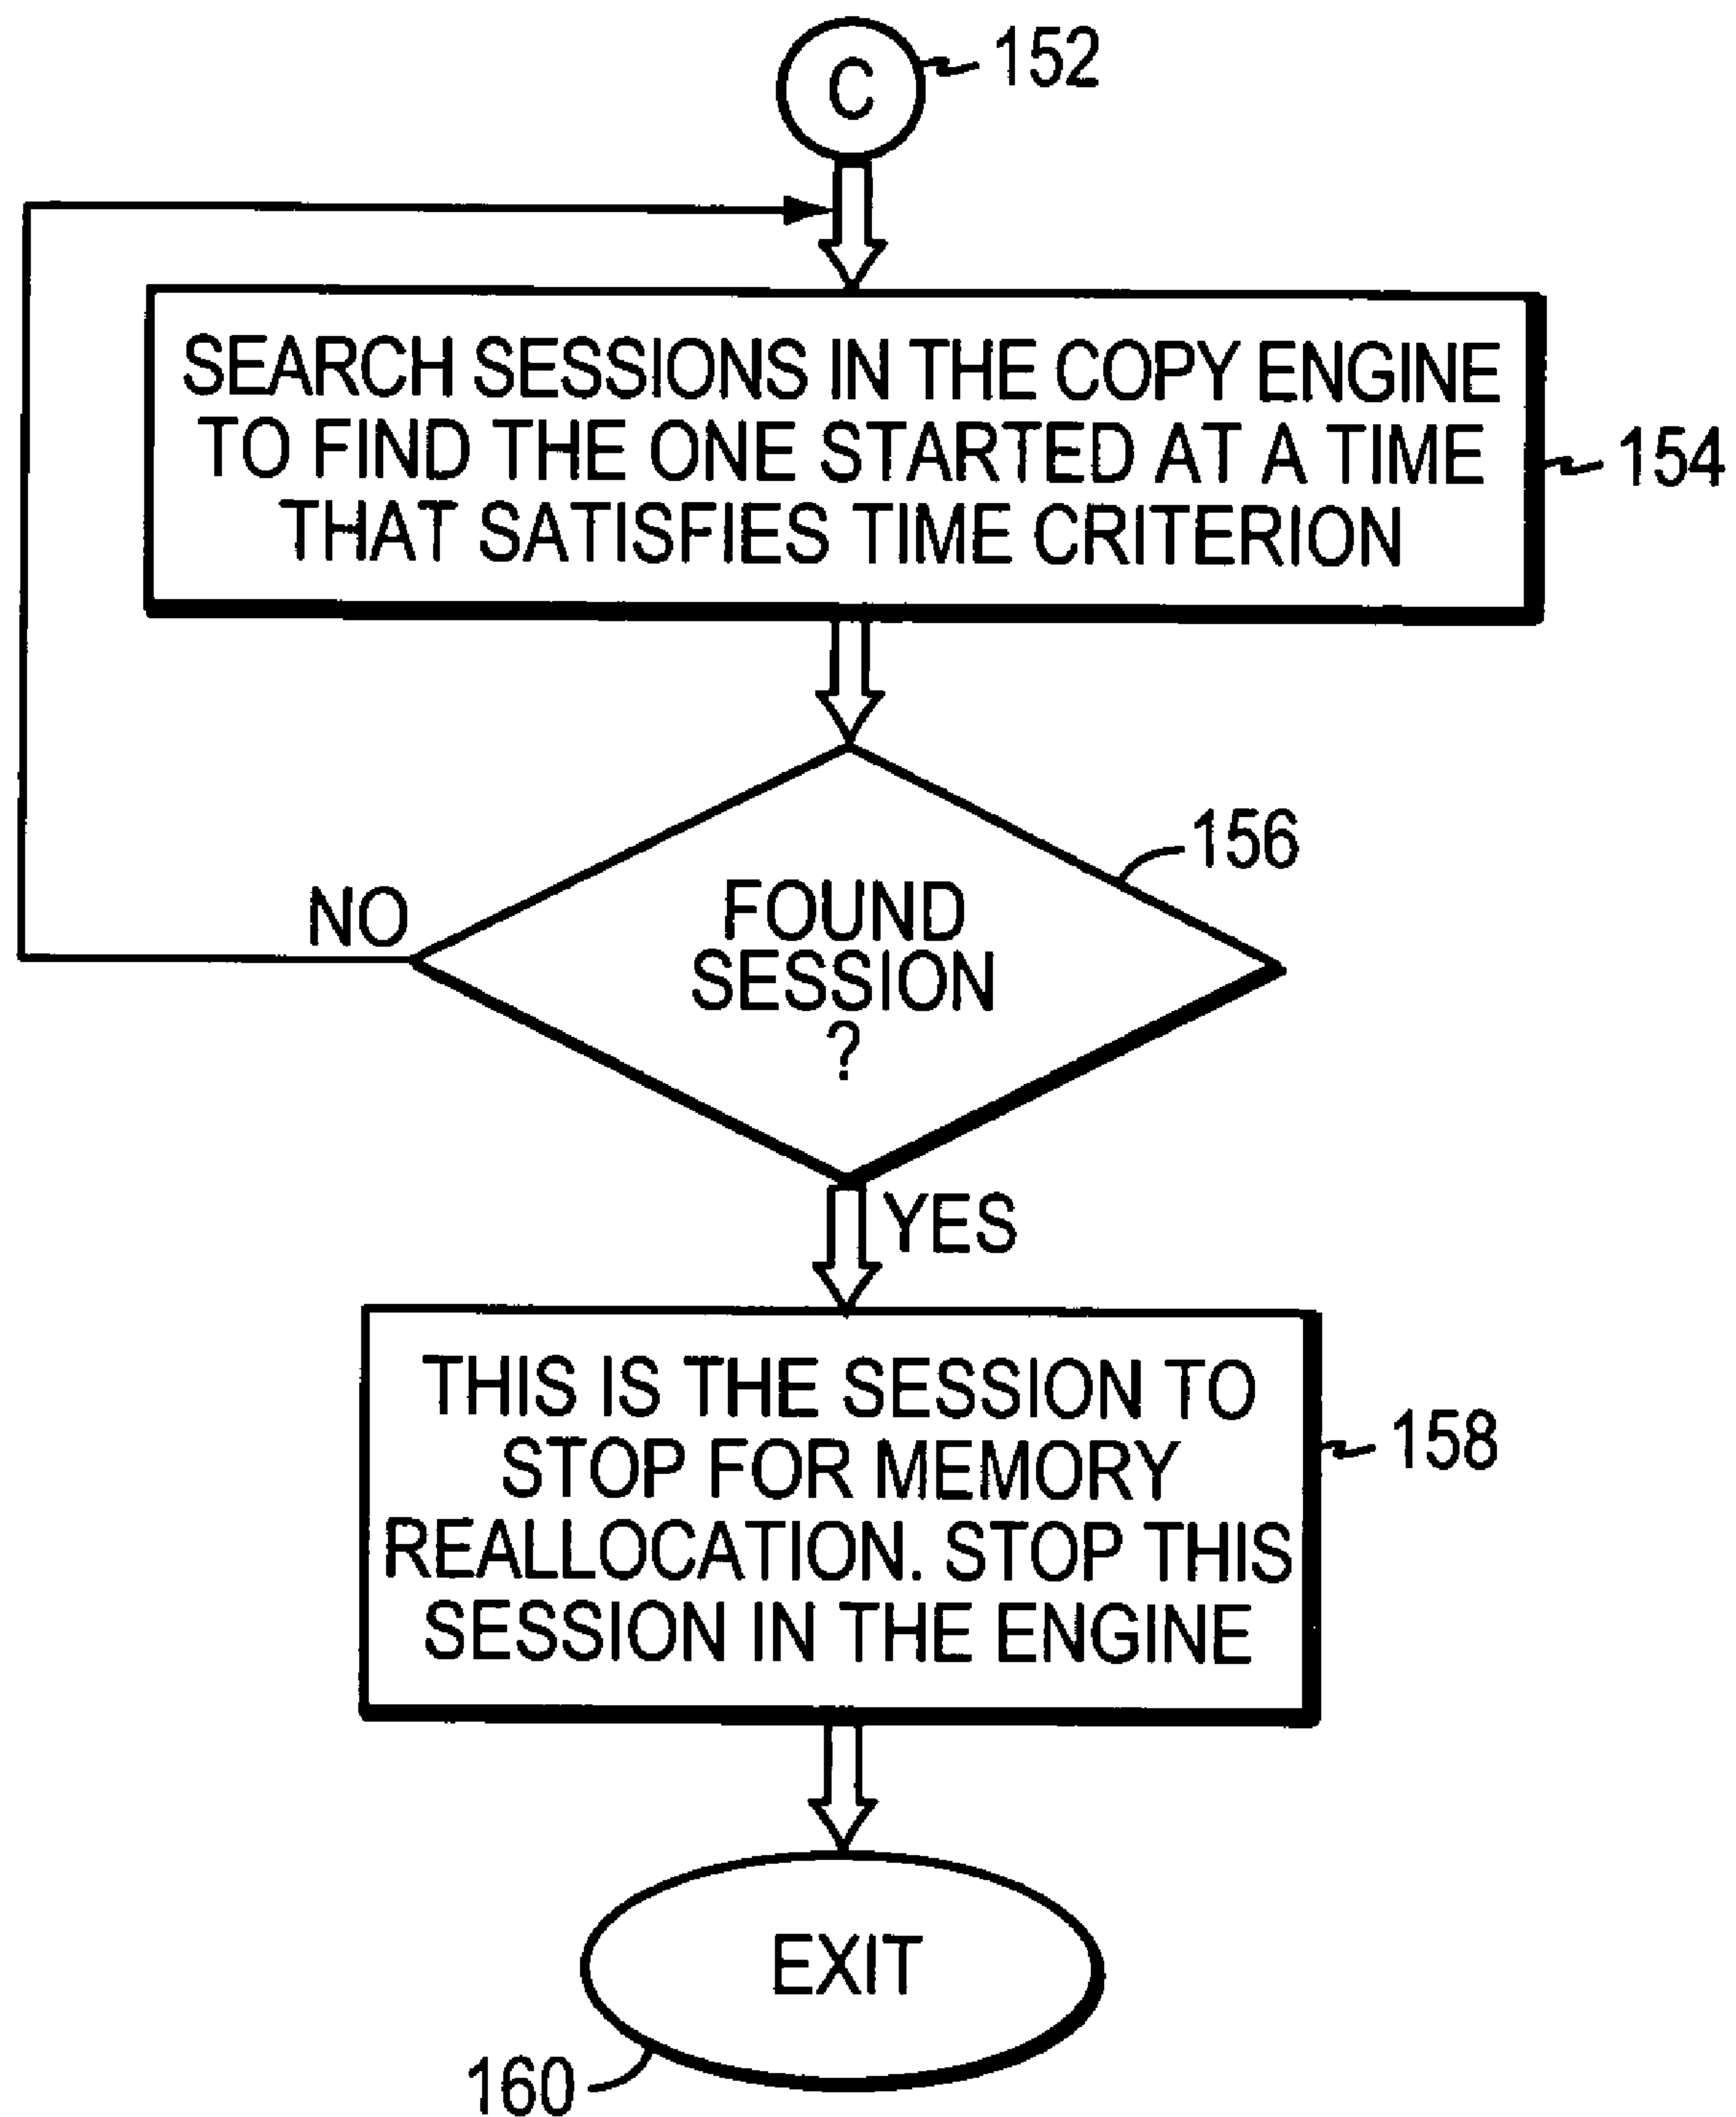 C
152
SEARCH SESSIONS IN THE COPY ENGINE
TO FIND THE ONE STARTED AT A TIME
THAT SATISFIES TIME CRITERION
154
156
NO
FOUND
SESSION
?
YES
THIS IS THE SESSION TO
STOP FOR MEMORY
REALLOCATION. STOP THIS
SESSION IN THE ENGINE
158
EXIT
160